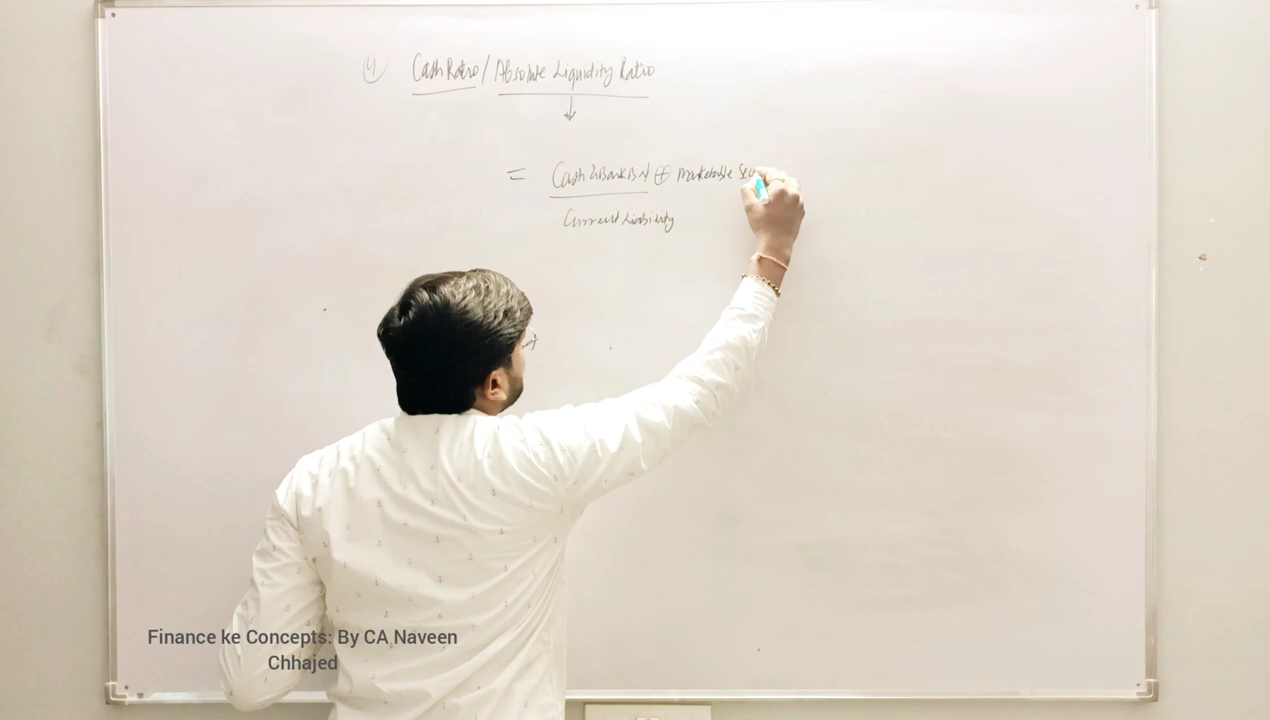 4) Cash Ratio / Absolute Liquidity Ratio
↓
= Cash & Bank Bal ⊕ Marketable Sec
Current Liability
Finance ke Concepts: By CA Naveen
Chhajed